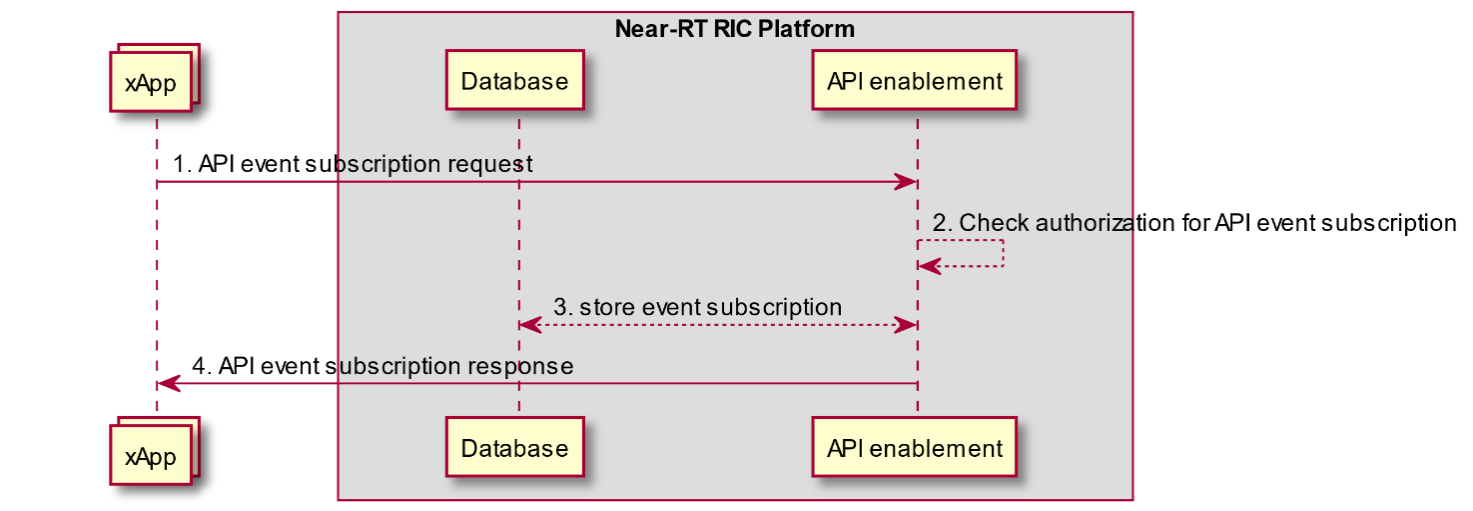 Near-RT RIC Platform
xApp
Database
API enablement
1. API event subscription request
2. Check authorization for API event subscription
3. store event subscription
4. API event subscription response
xApp
Database
API enablement